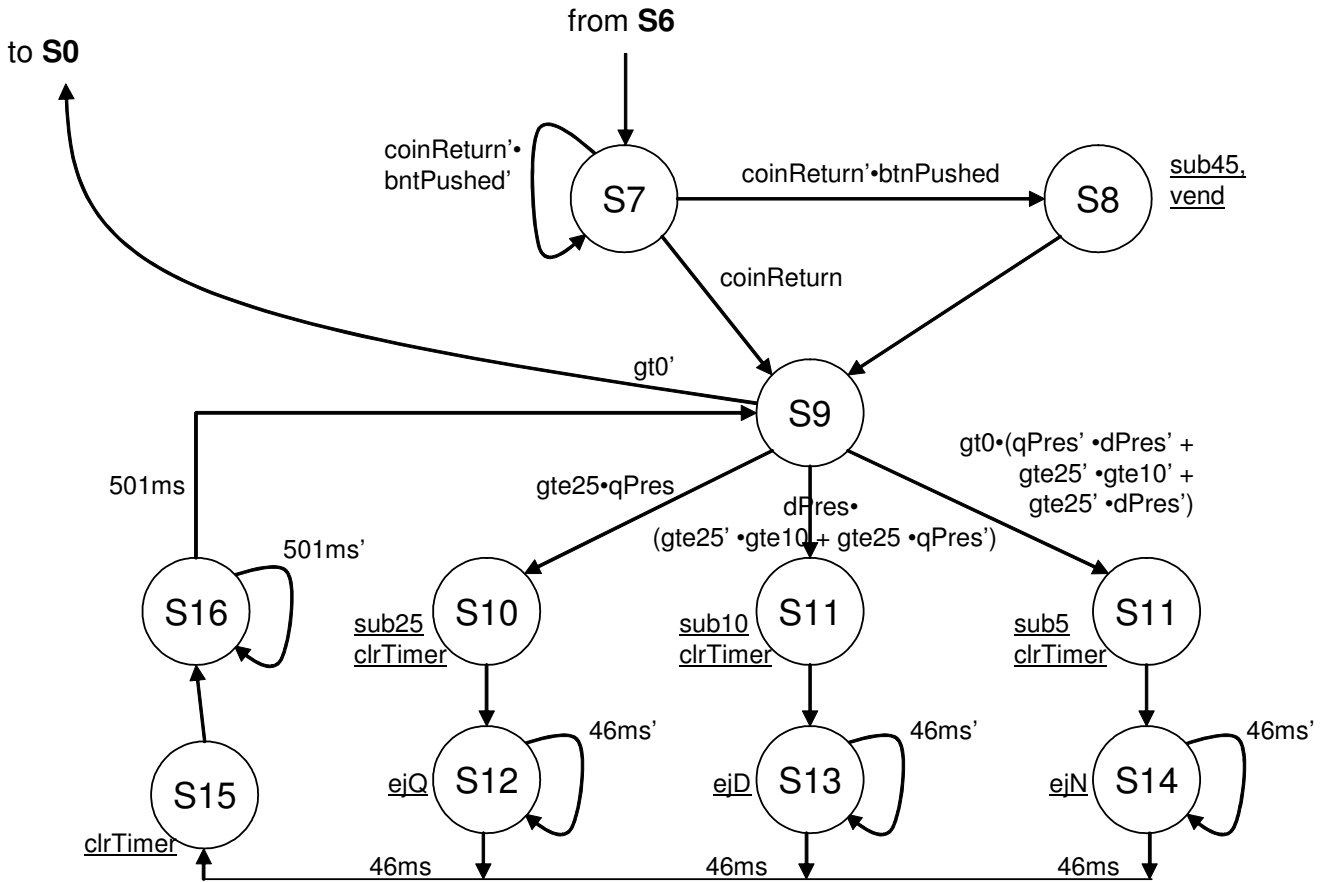 from S6
to S0
coinReturn'•
bntPushed'
S7
coinReturn'•btnPushed
S8
sub45,
vend
coinReturn
gt0'
S9
gt0•(qPres' •dPres' +
gte25' •gte10' +
gte25' •dPres')
501ms
gte25•qPres
dPres•
(gte25' •gte10 + gte25 •qPres')
501ms'
S16
S10
sub25
clrTimer
S11
sub10
clrTimer
S11
sub5
clrTimer
S15
clrTimer
S12
ejQ
46ms'
S13
ejD
46ms'
S14
ejN
46ms'
46ms
46ms
46ms